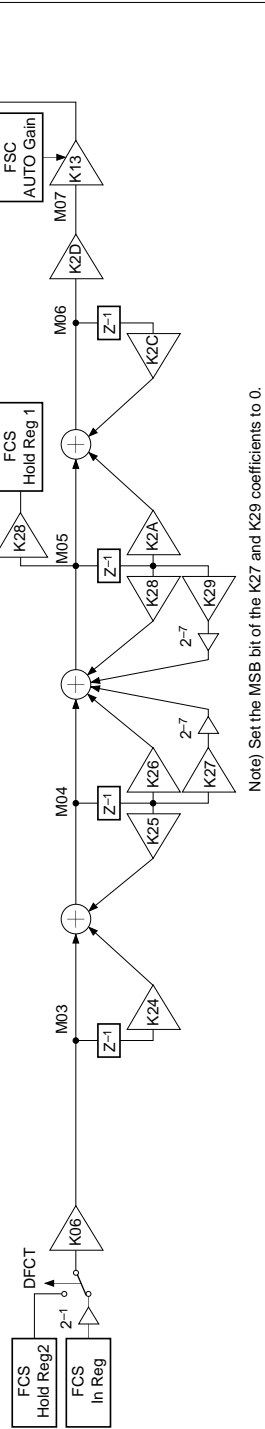 FCS
Hold Reg2
FCS
In Reg
DFCT
2⁻¹
K06
M03
Z⁻¹
K24
K25
M04
Z⁻¹
K26
K27
2⁻⁷
2⁻⁷
K28
K29
M05
Z⁻¹
K2A
K28
FCS
Hold Reg 1
K2C
M06
Z⁻¹
K2D
M07
K13
FSC
AUTO Gain
Note) Set the MSB bit of the K27 and K29 coefficients to 0.